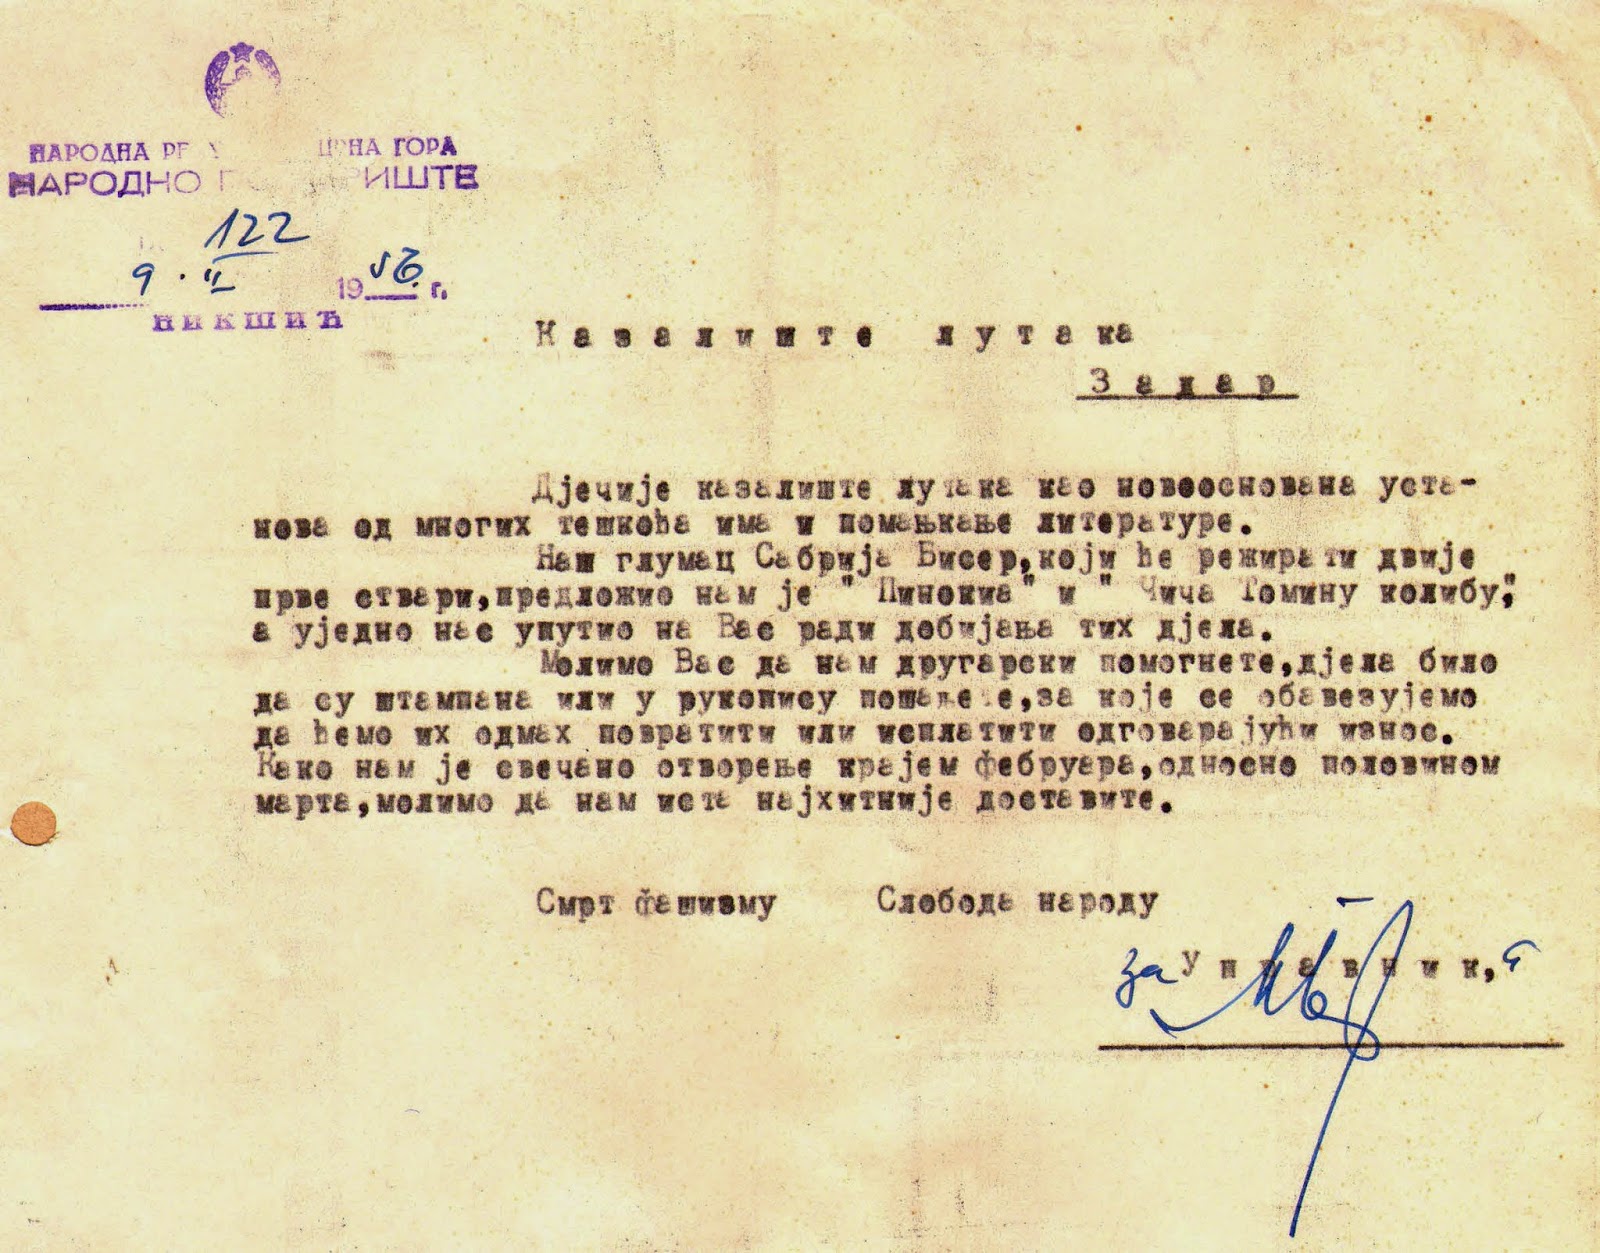 НАРОДНА ЦРНА ГОРА
НАРОДНО
122
9. II 1956. г.
НИКШИЋ
Казалиште лутака
Задар
Дјечије казалиште лутака као новооснована уста-
нова од многих тешкоћа има и помањкање литературе.
Наш глумац Сабрија Бисер,који ће режирати двије
прве ствари,предложио нам је " Пинокиа" и " Чича Томину колибу",
а уједно нас упутио на Вас ради добијања тих дјела.
Молимо Вас да нам другарски помогнете,дјела било
да су штампана или у рукопису пошаљете,за које се обавезујемо
да ћемо их одмах повратити или исплатити одговарајући износ.
Како нам је свечано отворење крајем фебруара,односно половином
марта,молимо да нам иста најхитније доставите.
Смрт фашизму Слобода народу
за Управник,а